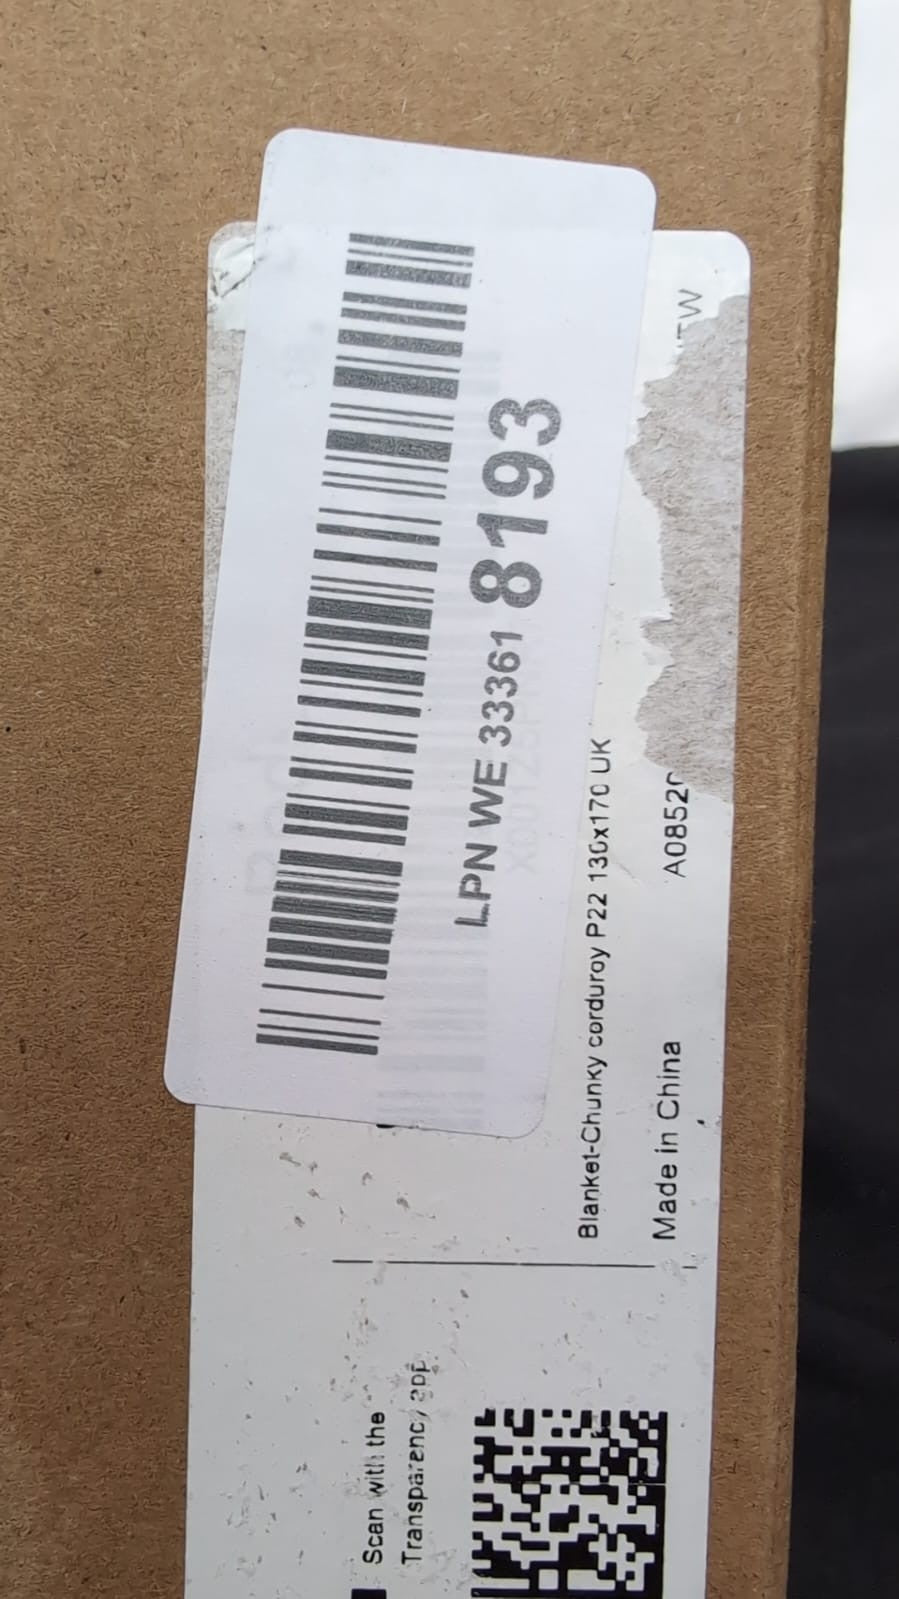 LPN WE 33361 8193
Blanket-Chunky corduroy P22 130x170 UK
Made in China
Scan with the
Transparency app.